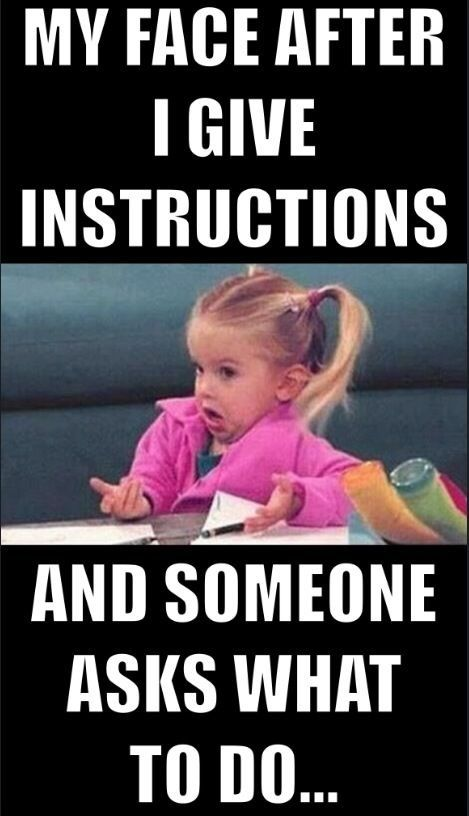 MY FACE AFTER
I GIVE
INSTRUCTIONS
AND SOMEONE
ASKS WHAT
TO DO...